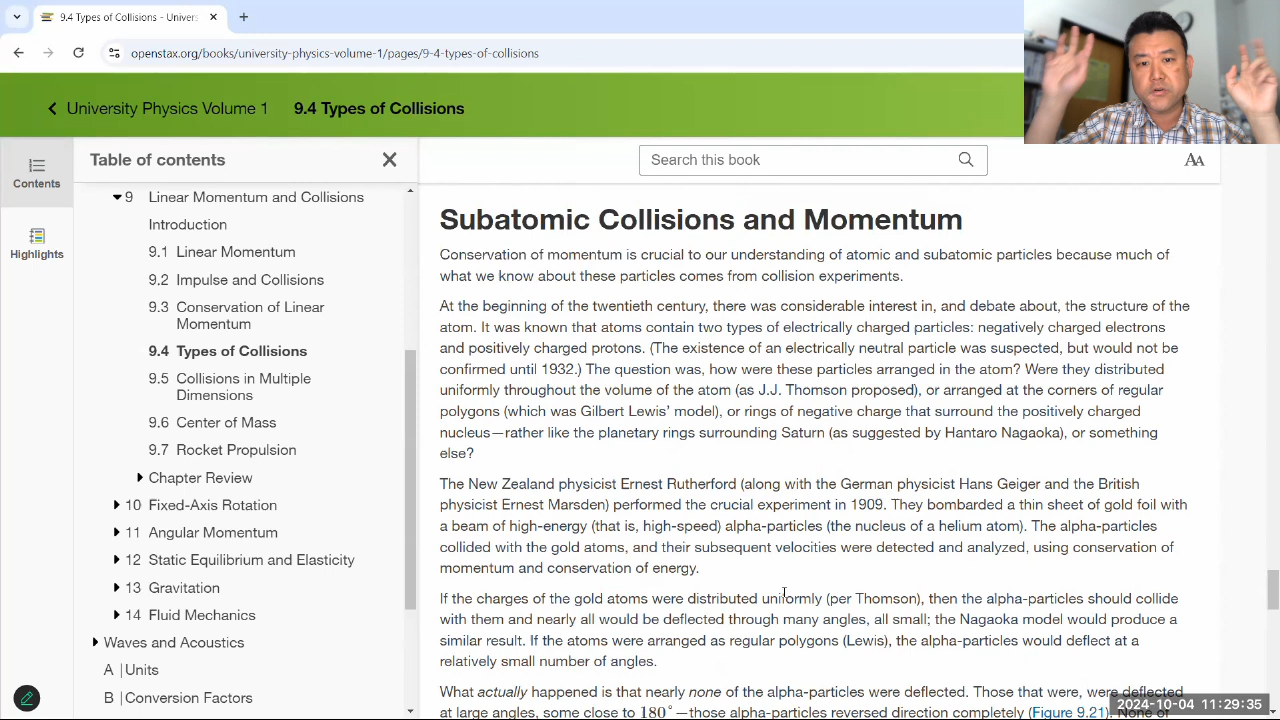 9.4 Types of Collisions - Univers
openstax.org/books/university-physics-volume-1/pages/9-4-types-of-collisions
University Physics Volume 1 9.4 Types of Collisions
Contents
Highlights
Table of contents
9 Linear Momentum and Collisions
Introduction
9.1 Linear Momentum
9.2 Impulse and Collisions
9.3 Conservation of Linear
Momentum
9.4 Types of Collisions
9.5 Collisions in Multiple
Dimensions
9.6 Center of Mass
9.7 Rocket Propulsion
Chapter Review
10 Fixed-Axis Rotation
11 Angular Momentum
12 Static Equilibrium and Elasticity
13 Gravitation
14 Fluid Mechanics
Waves and Acoustics
A | Units
B | Conversion Factors
Search this book
AA
Subatomic Collisions and Momentum
Conservation of momentum is crucial to our understanding of atomic and subatomic particles because much of
what we know about these particles comes from collision experiments.
At the beginning of the twentieth century, there was considerable interest in, and debate about, the structure of the
atom. It was known that atoms contain two types of electrically charged particles: negatively charged electrons
and positively charged protons. (The existence of an electrically neutral particle was suspected, but would not be
confirmed until 1932.) The question was, how were these particles arranged in the atom? Were they distributed
uniformly throughout the volume of the atom (as J.J. Thomson proposed), or arranged at the corners of regular
polygons (which was Gilbert Lewis’ model), or rings of negative charge that surround the positively charged
nucleus—rather like the planetary rings surrounding Saturn (as suggested by Hantaro Nagaoka), or something
else?
The New Zealand physicist Ernest Rutherford (along with the German physicist Hans Geiger and the British
physicist Ernest Marsden) performed the crucial experiment in 1909. They bombarded a thin sheet of gold foil with
a beam of high-energy (that is, high-speed) alpha-particles (the nucleus of a helium atom). The alpha-particles
collided with the gold atoms, and their subsequent velocities were detected and analyzed, using conservation of
momentum and conservation of energy.
If the charges of the gold atoms were distributed uniformly (per Thomson), then the alpha-particles should collide
with them and nearly all would be deflected through many angles, all small; the Nagaoka model would produce a
similar result. If the atoms were arranged as regular polygons (Lewis), the alpha-particles would deflect at a
relatively small number of angles.
What actually happened is that nearly none of the alpha-particles were deflected. Those that were, were deflected
at large angles, some close to 180°—those alpha-particles reversed direction completely (Figure 9.21). None of
2024-10-04 11:29:35